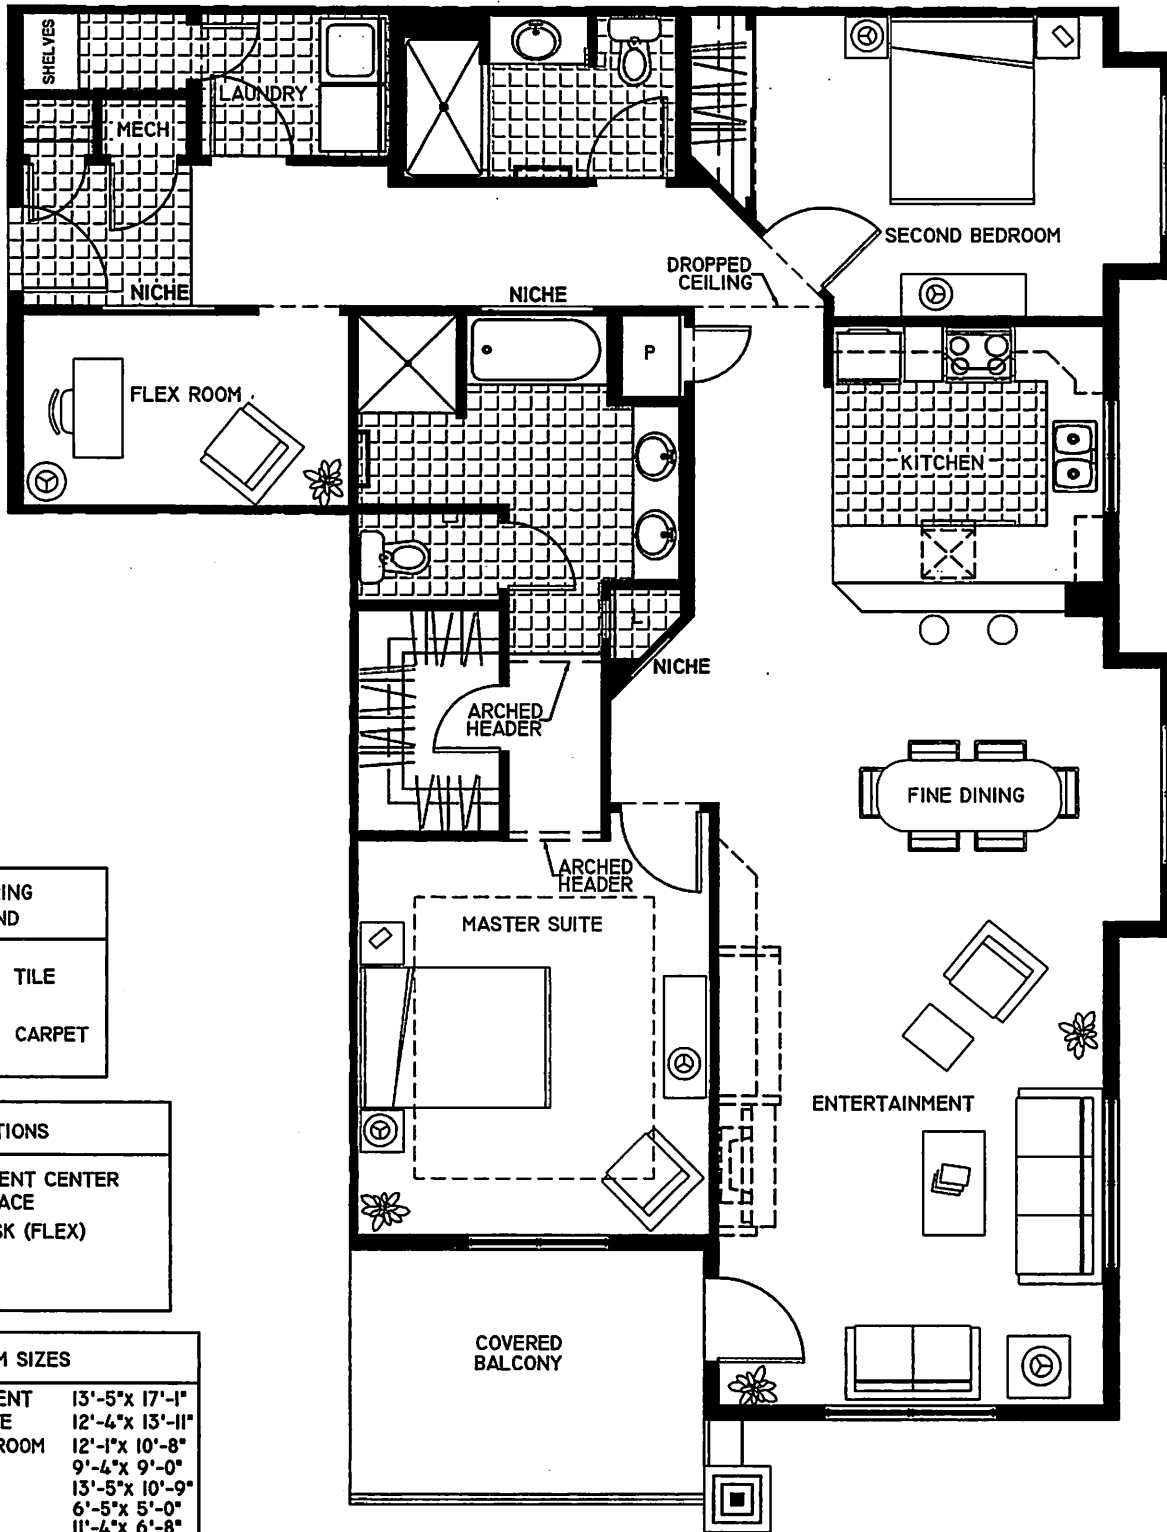 SHELVES
LAUNDRY
MECH
SECOND BEDROOM
DROPPED
CEILING
NICHE
NICHE
P
FLEX ROOM
KITCHEN
L
NICHE
ARCHED
HEADER
FINE DINING
ARCHED
HEADER
MASTER SUITE
ENTERTAINMENT
COVERED
BALCONY
TILE
CARPET
ENT CENTER
SK (FLEX)
SIZES
13'-5"x 17'-1"
12'-4"x 13'-11"
ROOM 12'-1"x 10'-8"
9'-4"x 9'-0"
13'-5"x 10'-9"
6'-5"x 5'-0"
11'-4"x 6'-8"